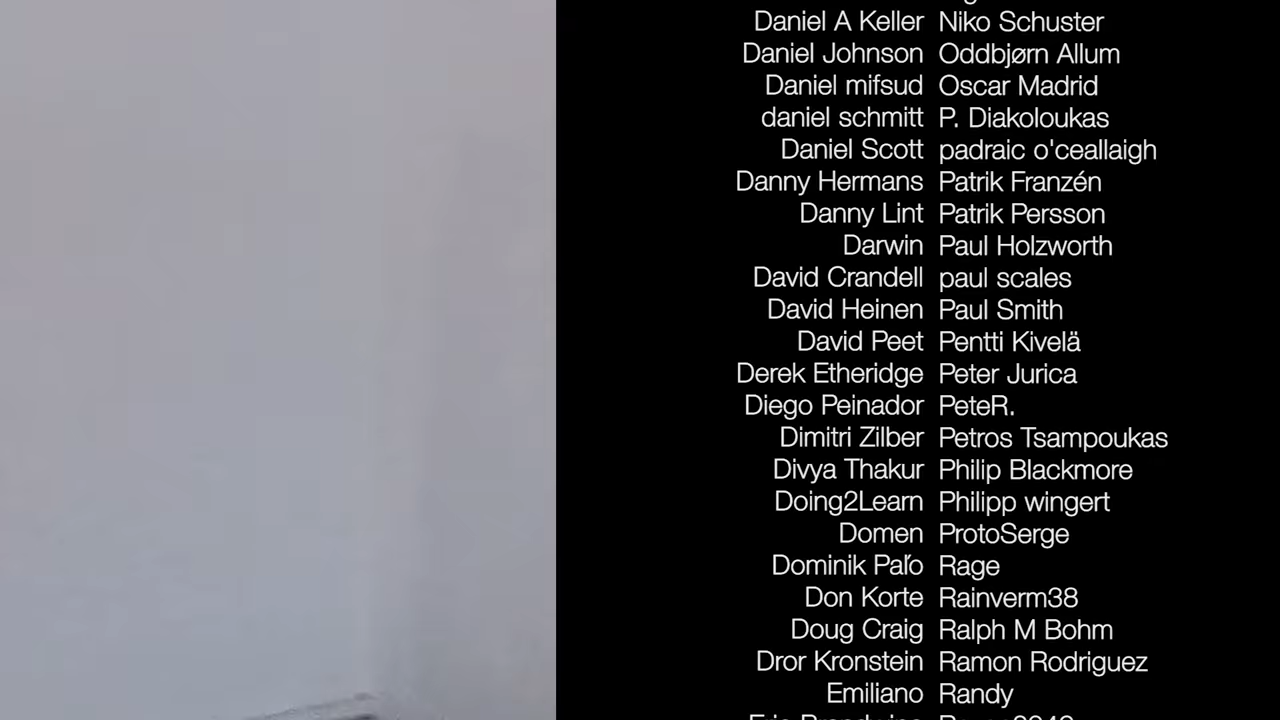 Daniel A Keller Niko Schuster
Daniel Johnson Oddbjørn Allum
Daniel mifsud Oscar Madrid
daniel schmitt P. Diakoloukas
Daniel Scott padraic o'ceallaigh
Danny Hermans Patrik Franzén
Danny Lint Patrik Persson
Darwin Paul Holzworth
David Crandell paul scales
David Heinen Paul Smith
David Peet Pentti Kivelä
Derek Etheridge Peter Jurica
Diego Peinador PeteR.
Dimitri Zilber Petros Tsampoukas
Divya Thakur Philip Blackmore
Doing2Learn Philipp wingert
Domen ProtoSerge
Dominik Paľo Rage
Don Korte Rainverm38
Doug Craig Ralph M Bohm
Dror Kronstein Ramon Rodriguez
Emiliano Randy